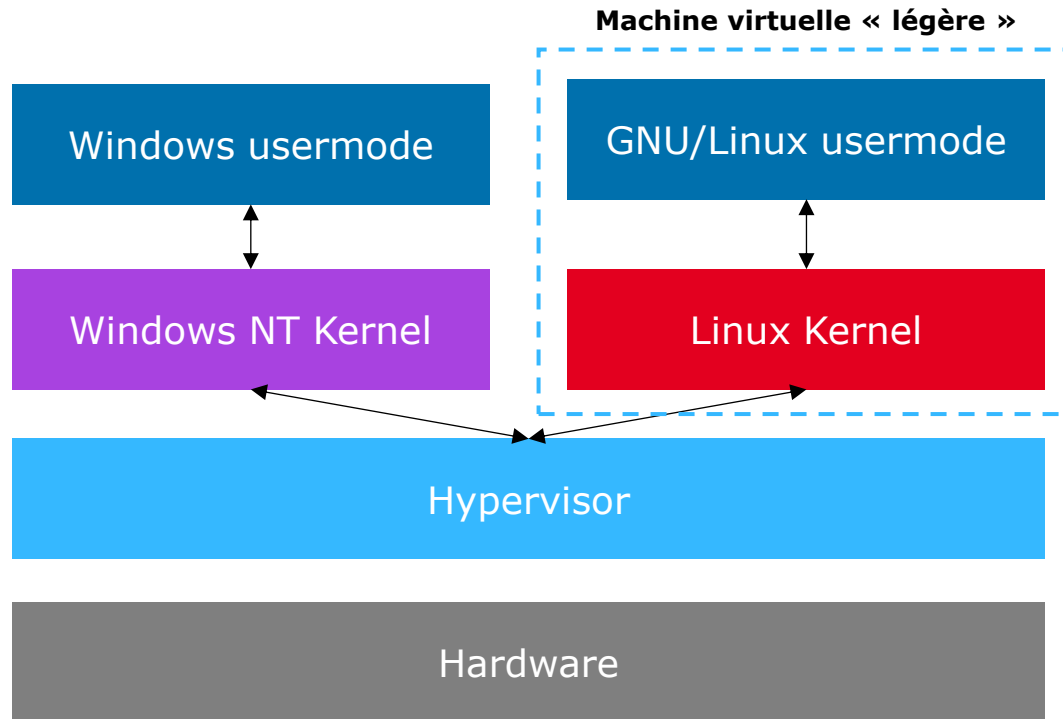 Machine virtuelle « légère »
Windows usermode
GNU/Linux usermode
Windows NT Kernel
Linux Kernel
Hypervisor
Hardware